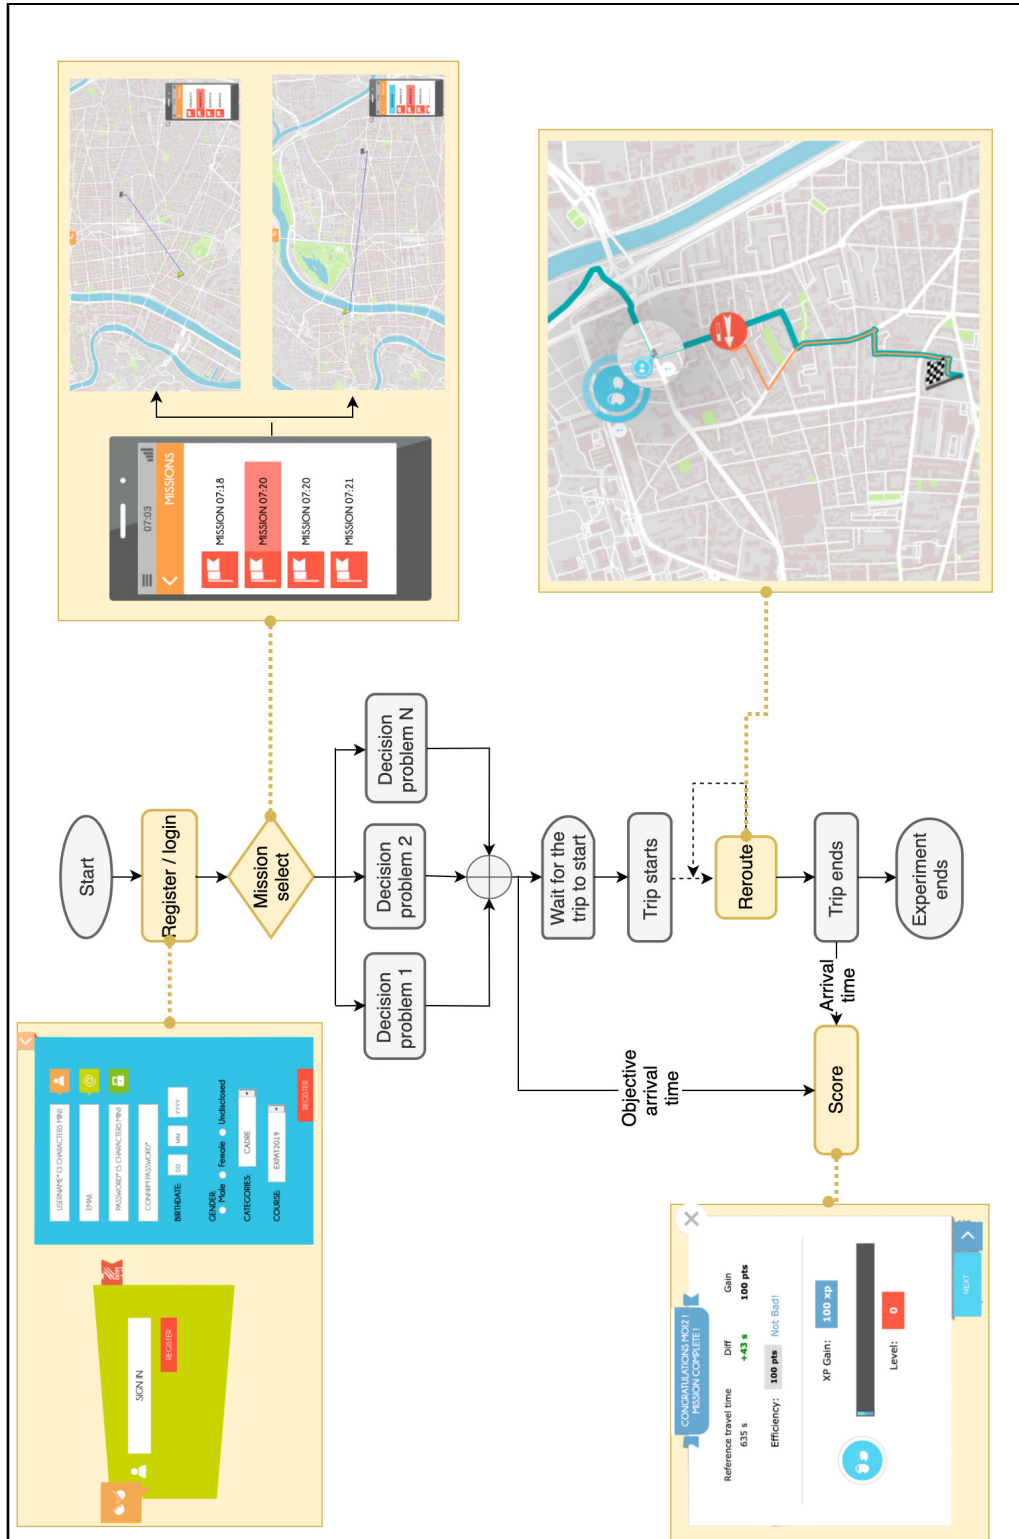 Start
Register / login
Mission
select
Decision
problem 1
Decision
problem 2
Decision
problem N
Wait for the
trip to start
Trip starts
Reroute
Trip ends
Experiment
ends
Objective
arrival
time
Arrival
time
Score
SIGN IN
REGISTER
USERNAME* (3 CHARACTERS MIN)
EMAIL
PASSWORD* (5 CHARACTERS MIN)
CONFIRM PASSWORD*
BIRTHDATE: DD MM YYYY
GENDER:
Male Female Undisclosed
CATEGORIES: CADRE
COURSE: EXPAT2019
REGISTER
07:03
MISSIONS
MISSION 07:18
MISSION 07:20
MISSION 07:20
MISSION 07:21
CONGRATULATIONS MOI2 !
MISSION COMPLETE !
Reference travel time Diff Gain
635 s +43 s 100 pts
Efficiency: 100 pts Not Bad!
XP Gain: 100 xp
Level: 0
NEXT